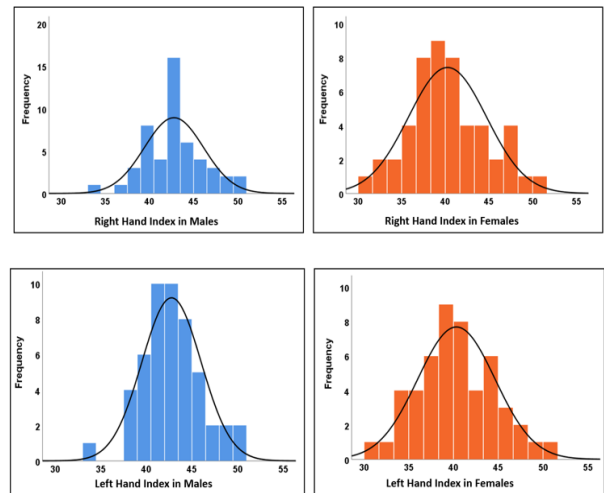 20
15
10
5
0
Frequency
30 35 40 45 50 55
Right Hand Index in Males
10
8
6
4
2
0
Frequency
30 35 40 45 50 55
Right Hand Index in Females
10
8
6
4
2
0
Frequency
30 35 40 45 50 55
Left Hand Index in Males
10
8
6
4
2
0
Frequency
30 35 40 45 50 55
Left Hand Index in Females